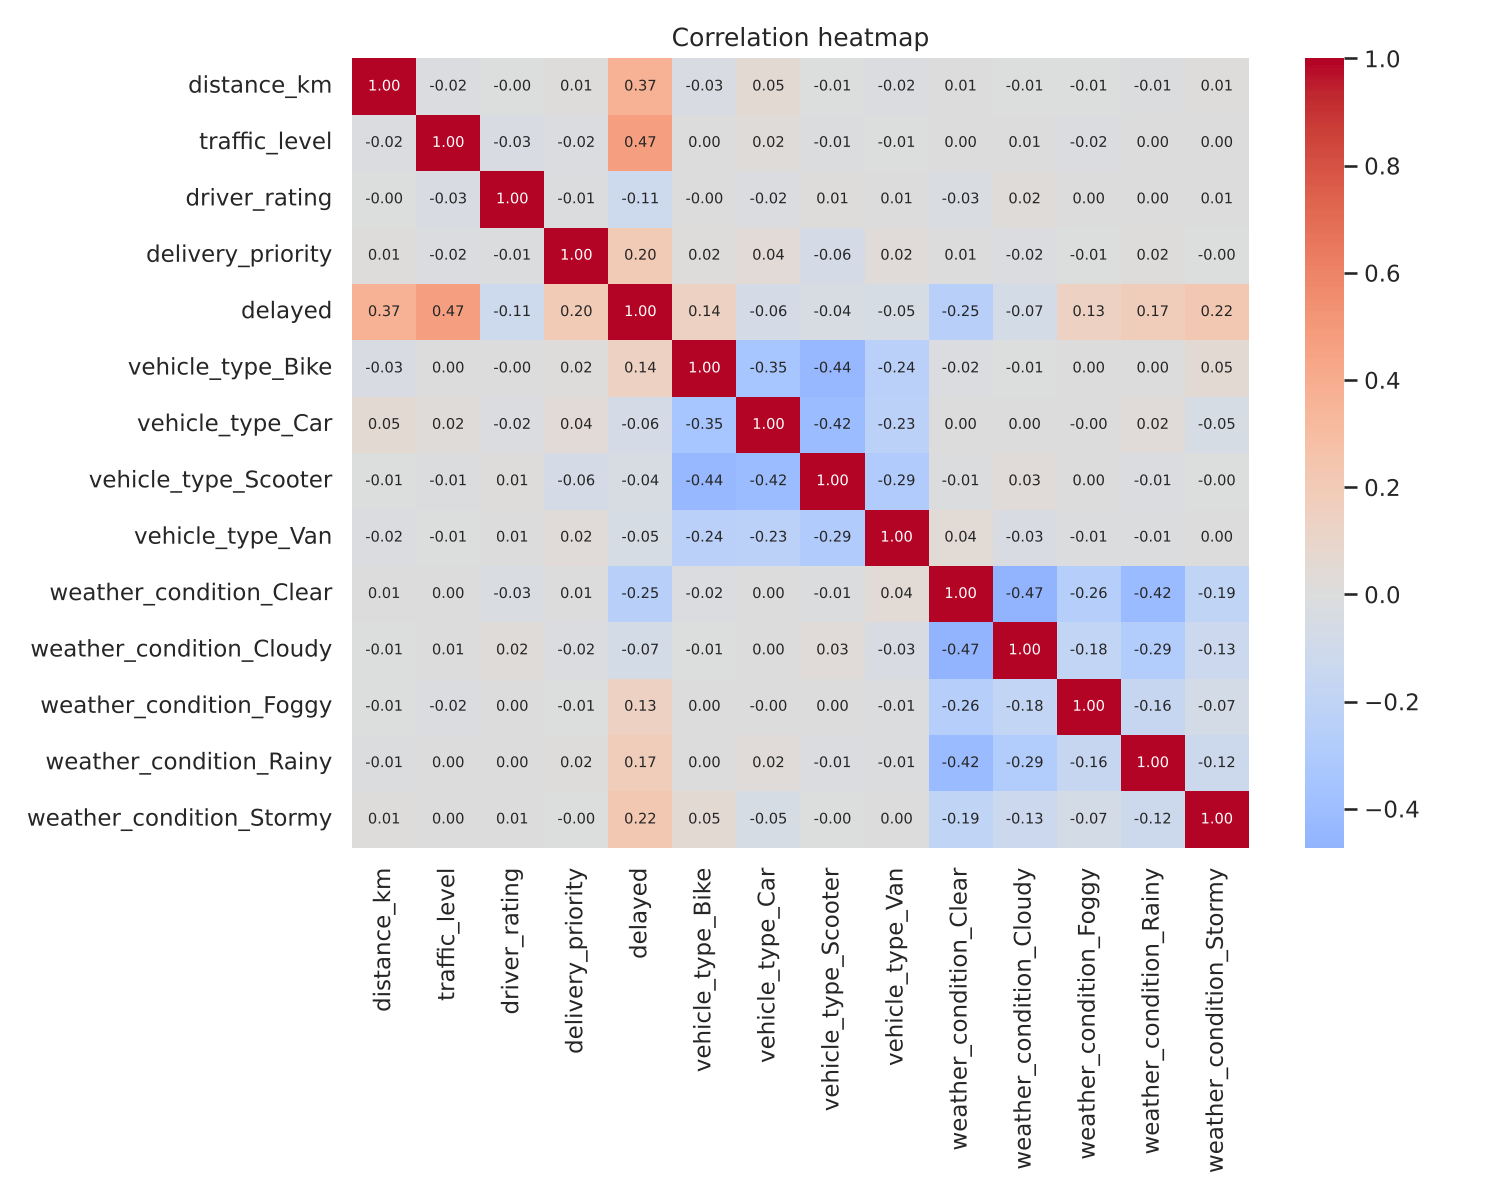 Correlation heatmap
distance_km 1.00 -0.02 -0.00 0.01 0.37 -0.03 0.05 -0.01 -0.02 0.01 -0.01 -0.01 -0.01 0.01
traffic_level -0.02 1.00 -0.03 -0.02 0.47 0.00 0.02 -0.01 -0.01 0.00 0.01 -0.02 0.00 0.00
driver_rating -0.00 -0.03 1.00 -0.01 -0.11 -0.00 -0.02 0.01 0.01 -0.03 0.02 0.00 0.00 0.01
delivery_priority 0.01 -0.02 -0.01 1.00 0.20 0.02 0.04 -0.06 0.02 0.01 -0.02 -0.01 0.02 -0.00
delayed 0.37 0.47 -0.11 0.20 1.00 0.14 -0.06 -0.04 -0.05 -0.25 -0.07 0.13 0.17 0.22
vehicle_type_Bike -0.03 0.00 -0.00 0.02 0.14 1.00 -0.35 -0.44 -0.24 -0.02 -0.01 0.00 0.00 0.05
vehicle_type_Car 0.05 0.02 -0.02 0.04 -0.06 -0.35 1.00 -0.42 -0.23 0.00 0.00 -0.00 0.02 -0.05
vehicle_type_Scooter -0.01 -0.01 0.01 -0.06 -0.04 -0.44 -0.42 1.00 -0.29 -0.01 0.03 0.00 -0.01 -0.00
vehicle_type_Van -0.02 -0.01 0.01 0.02 -0.05 -0.24 -0.23 -0.29 1.00 0.04 -0.03 -0.01 -0.01 0.00
weather_condition_Clear 0.01 0.00 -0.03 0.01 -0.25 -0.02 0.00 -0.01 0.04 1.00 -0.47 -0.26 -0.42 -0.19
weather_condition_Cloudy -0.01 0.01 0.02 -0.02 -0.07 -0.01 0.00 0.03 -0.03 -0.47 1.00 -0.18 -0.29 -0.13
weather_condition_Foggy -0.01 -0.02 0.00 -0.01 0.13 0.00 -0.00 0.00 -0.01 -0.26 -0.18 1.00 -0.16 -0.07
weather_condition_Rainy -0.01 0.00 0.00 0.02 0.17 0.00 0.02 -0.01 -0.01 -0.42 -0.29 -0.16 1.00 -0.12
weather_condition_Stormy 0.01 0.00 0.01 -0.00 0.22 0.05 -0.05 -0.00 0.00 -0.19 -0.13 -0.07 -0.12 1.00
distance_km
traffic_level
driver_rating
delivery_priority
delayed
vehicle_type_Bike
vehicle_type_Car
vehicle_type_Scooter
vehicle_type_Van
weather_condition_Clear
weather_condition_Cloudy
weather_condition_Foggy
weather_condition_Rainy
weather_condition_Stormy
1.0
0.8
0.6
0.4
0.2
0.0
−0.2
−0.4